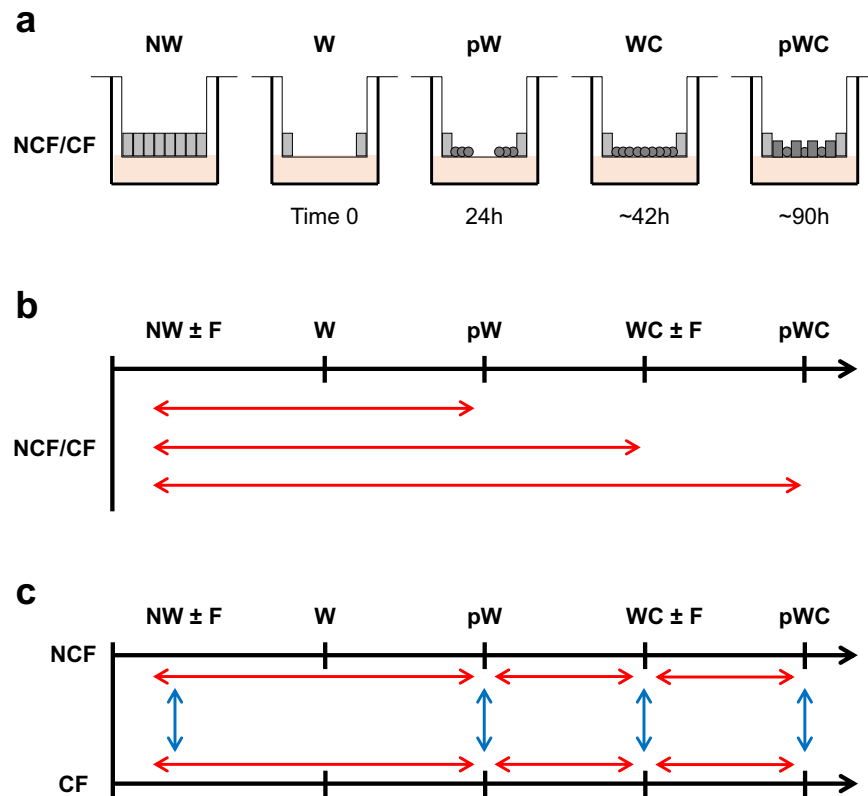 a
NW W pW WC pWC
NCF/CF
Time 0 24h ~42h ~90h
b
NW ± F W pW WC ± F pWC
NCF/CF
c
NW ± F W pW WC ± F pWC
NCF
CF